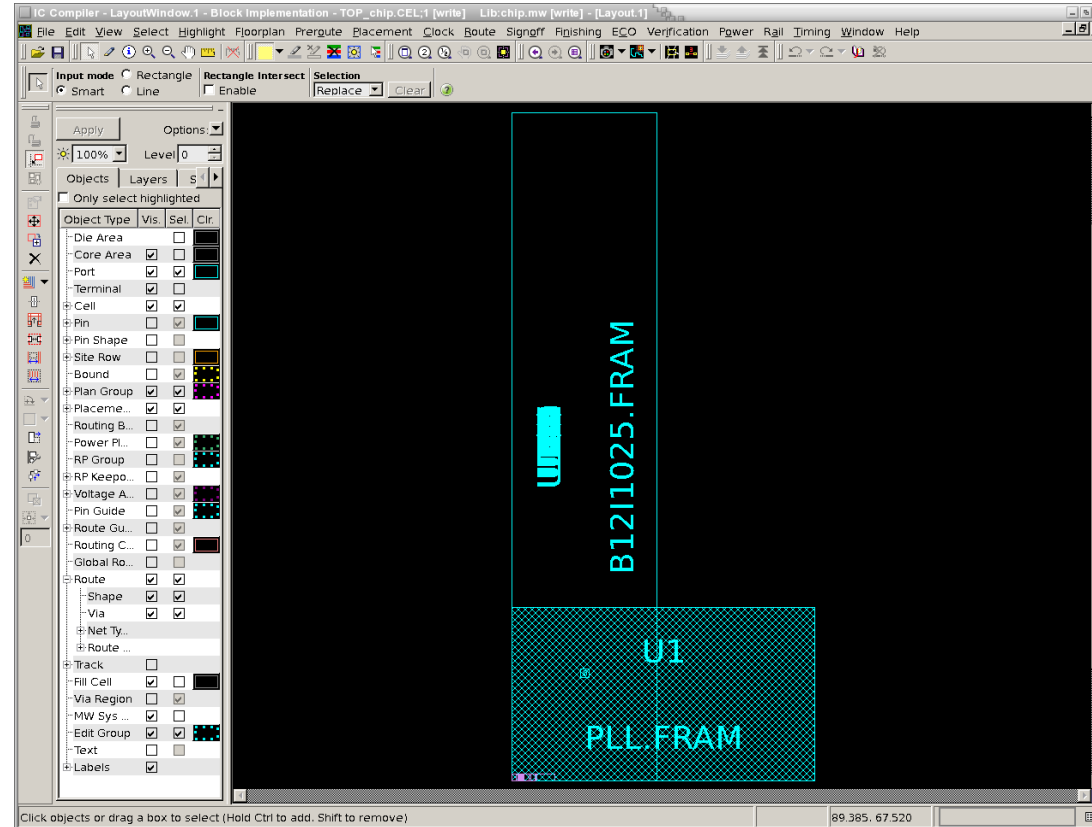 IC Compiler - LayoutWindow.1 - Block Implementation - TOP_chip.CEL;1 [write]   Lib:chip.mw [write] - [Layout.1]
File Edit View Select Highlight Floorplan Preroute Placement Clock Route Signoff Finishing ECO Verification Power Rail Timing Window Help
Input mode Rectangle Rectangle Intersect Selection
Smart Line Enable Replace Clear
Apply Options:
100% Level 0
Objects Layers S
Only select highlighted
Object Type Vis. Sel. Clr.
Die Area
Core Area
Port
Terminal
Cell
Pin
Pin Shape
Site Row
Bound
Plan Group
Placeme...
Routing B...
Power Pl...
RP Group
RP Keepo...
Voltage A...
Pin Guide
Route Gu...
Routing C...
Global Ro...
Route
Shape
Via
Net Ty...
Route ...
Track
Fill Cell
Via Region
MW Sys ...
Edit Group
Text
Labels
0
B12I1025.FRAM
U1
PLL.FRAM
Click objects or drag a box to select (Hold Ctrl to add. Shift to remove)
89.385, 67.520